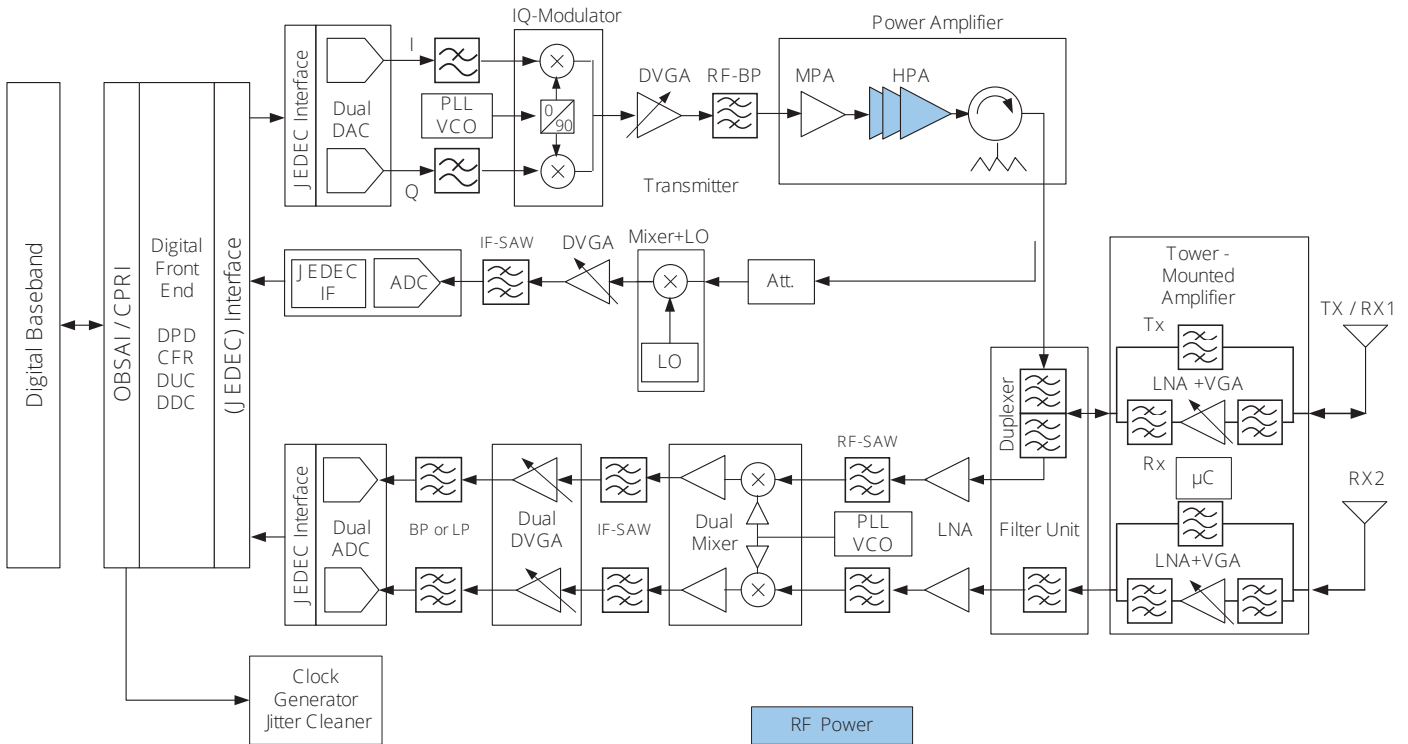 IQ-Modulator
Power Amplifier
JEDEC Interface
I
Dual
DAC
Q
PLL
VCO
0
90
DVGA
RF-BP
MPA
HPA
Transmitter
Digital Baseband
OBSAI / CPRI
Digital
Front
End
DPD
CFR
DUC
DDC
(JEDEC) Interface
JEDEC
IF
ADC
IF-SAW
DVGA
Mixer+LO
LO
Att.
Tower -
Mounted
Amplifier
Tx
LNA +VGA
Rx
µC
LNA+VGA
TX / RX1
RX2
Duplexer
Filter Unit
JEDEC Interface
Dual
ADC
BP or LP
Dual
DVGA
IF-SAW
Dual
Mixer
RF-SAW
PLL
VCO
LNA
Clock
Generator
Jitter Cleaner
RF Power